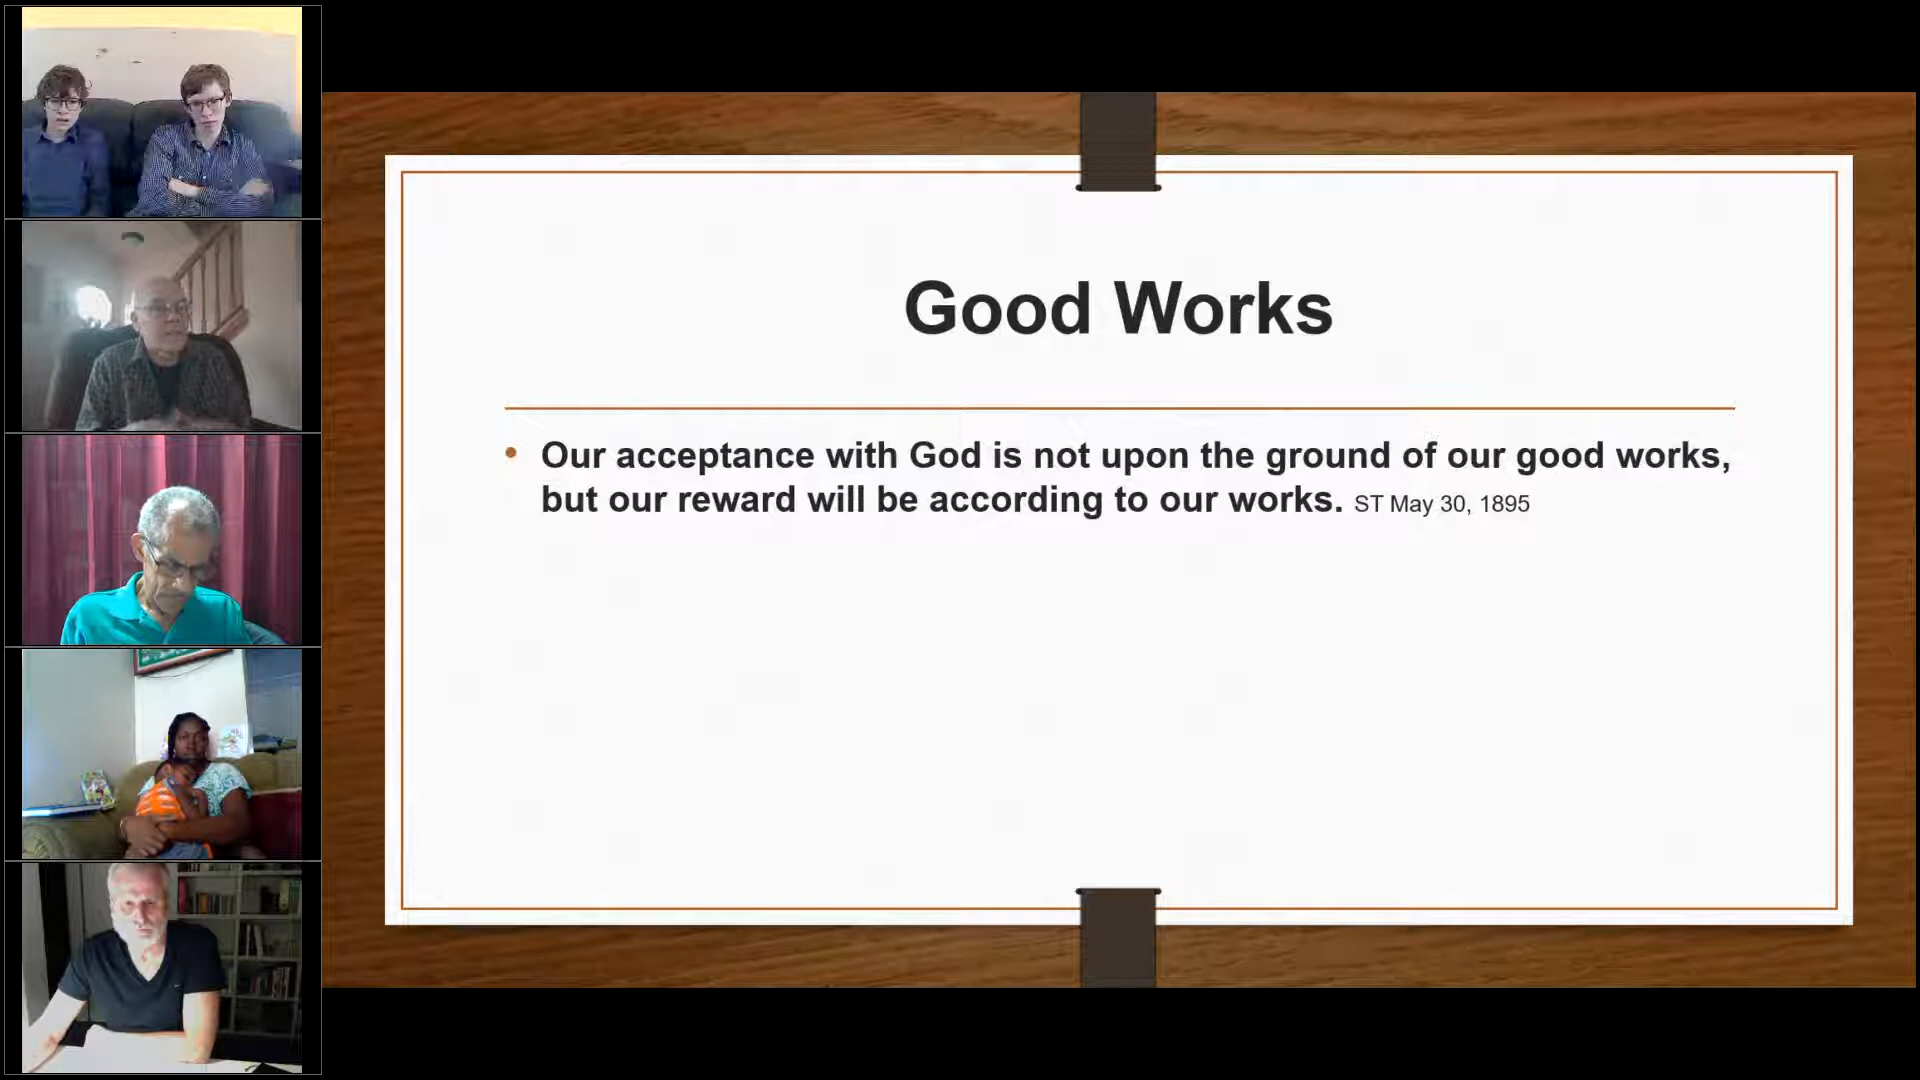 Good Works
• Our acceptance with God is not upon the ground of our good works,
but our reward will be according to our works. ST May 30, 1895